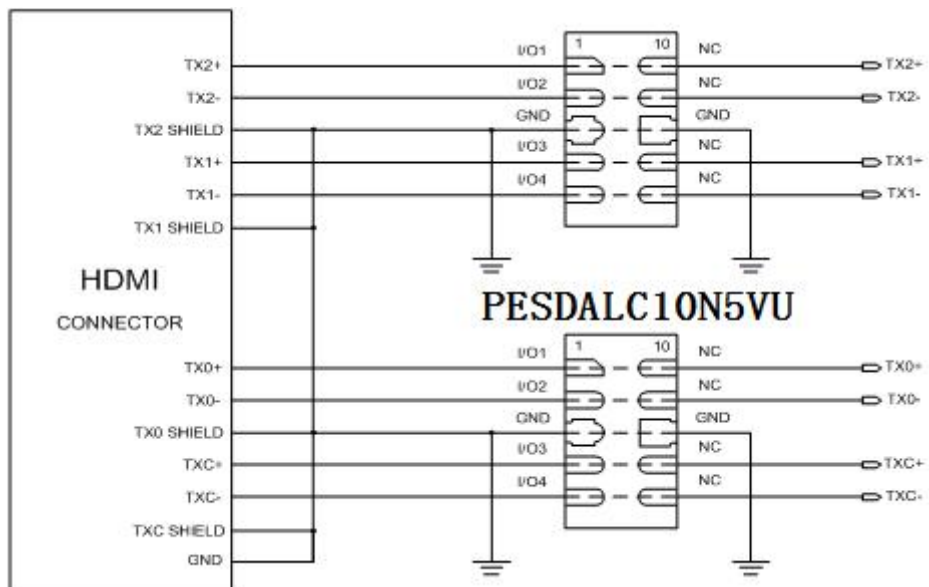 I/O1 1 10 NC
TX2+ TX2+
I/O2 NC
TX2- TX2-
GND GND
TX2 SHIELD
I/O3 NC
TX1+ TX1+
I/O4 NC
TX1- TX1-
TX1 SHIELD
HDMI
CONNECTOR
PESDALC10N5VU
I/O1 1 10 NC
TX0+ TX0+
I/O2 NC
TX0- TX0-
GND GND
TX0 SHIELD
I/O3 NC
TXC+ TXC+
I/O4 NC
TXC- TXC-
TXC SHIELD
GND